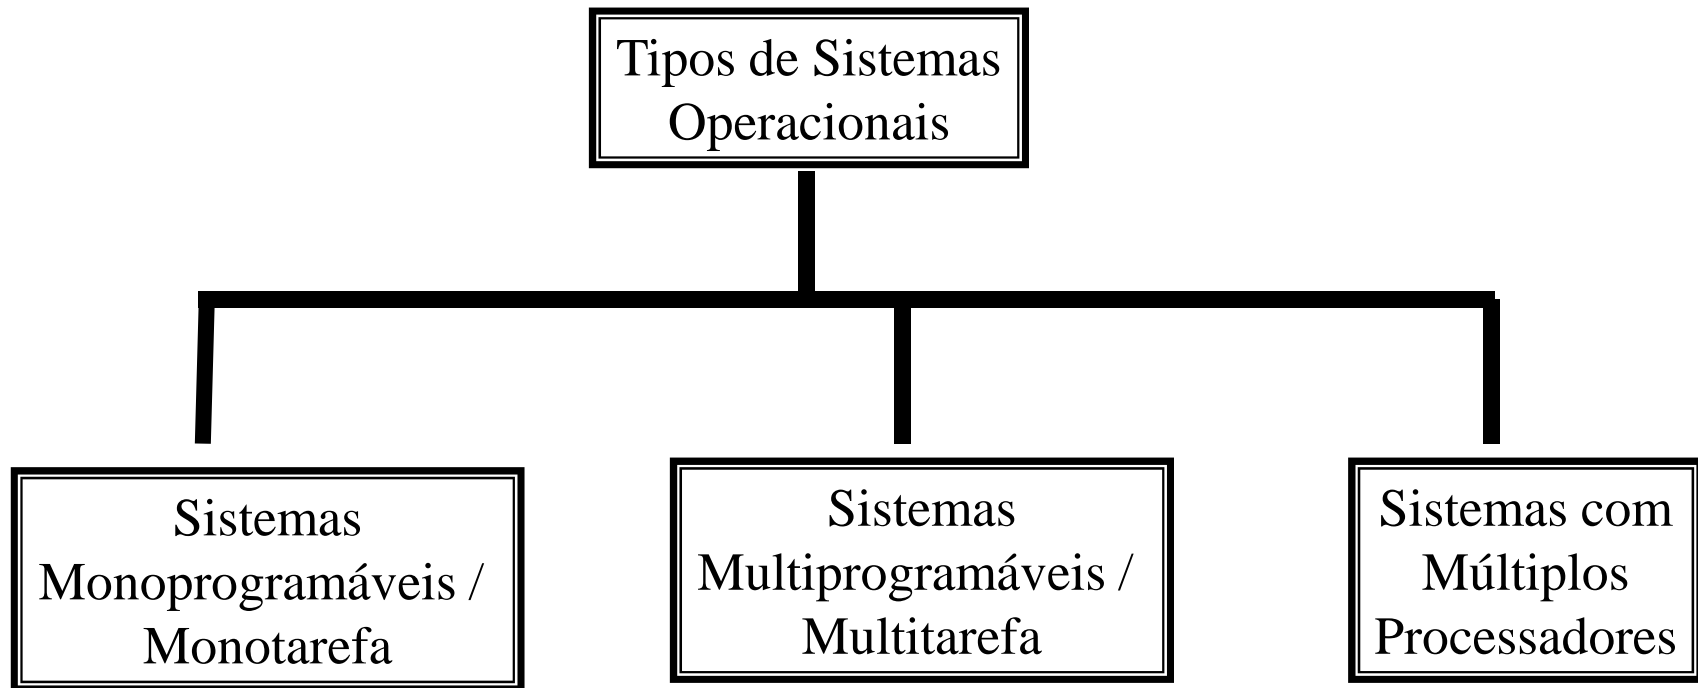 Tipos de Sistemas
Operacionais
Sistemas
Monoprogramáveis /
Monotarefa
Sistemas
Multiprogramáveis /
Multitarefa
Sistemas com
Múltiplos
Processadores